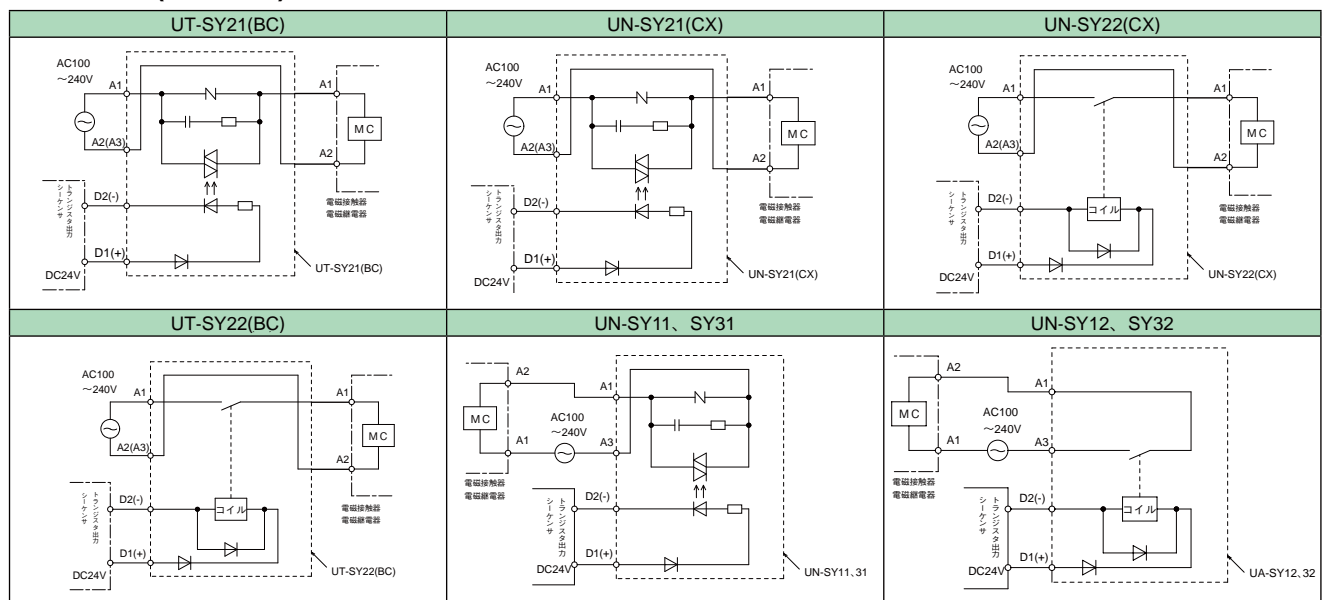 UT-SY21(BC)
AC100
～240V
A1
A1
MC
A2(A3)
A2
トランジスタ出力
シーケンサ
D2(-)
電磁接触器
電磁継電器
D1(+)
DC24V
UT-SY21(BC)
UN-SY21(CX)
AC100
～240V
A1
A1
MC
A2(A3)
A2
トランジスタ出力
シーケンサ
D2(-)
電磁接触器
電磁継電器
D1(+)
DC24V
UN-SY21(CX)
UN-SY22(CX)
AC100
～240V
A1
A1
MC
A2(A3)
A2
トランジスタ出力
シーケンサ
D2(-)
コイル
電磁接触器
電磁継電器
D1(+)
DC24V
UN-SY22(CX)
UT-SY22(BC)
AC100
～240V
A1
A1
MC
A2(A3)
A2
トランジスタ出力
シーケンサ
D2(-)
コイル
電磁接触器
電磁継電器
D1(+)
DC24V
UT-SY22(BC)
UN-SY11、SY31
A2
A1
MC
AC100
～240V
A1
A3
電磁接触器
電磁継電器
トランジスタ出力
シーケンサ
D2(-)
D1(+)
DC24V
UN-SY11、31
UN-SY12、SY32
A2
A1
MC
AC100
～240V
A1
A3
電磁接触器
電磁継電器
トランジスタ出力
シーケンサ
D2(-)
コイル
D1(+)
DC24V
UA-SY12、32